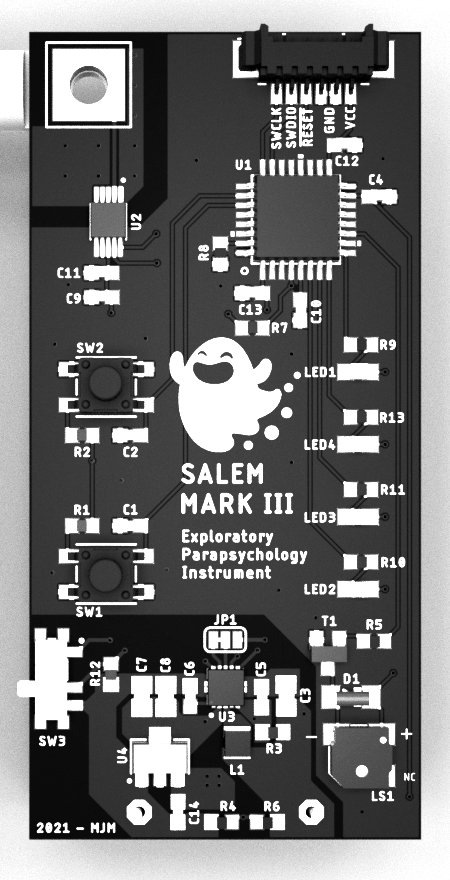 SWCLK
SWDIO
RESET
GND
VCC
C12
U1
C4
U2
R8
C11
C9
C13
C10
R7
SW2
R9
LED1
R2
C2
R13
LED4
SALEM
MARK III
R11
LED3
R1
C1
Exploratory
Parapsychology
Instrument
R10
LED2
SW1
JP1
T1
R5
R12
C7
C8
C6
C5
C3
D1
U3
SW3
U4
L1
R3
- +
NC
LS1
C14
R4
R6
2021 - MJM